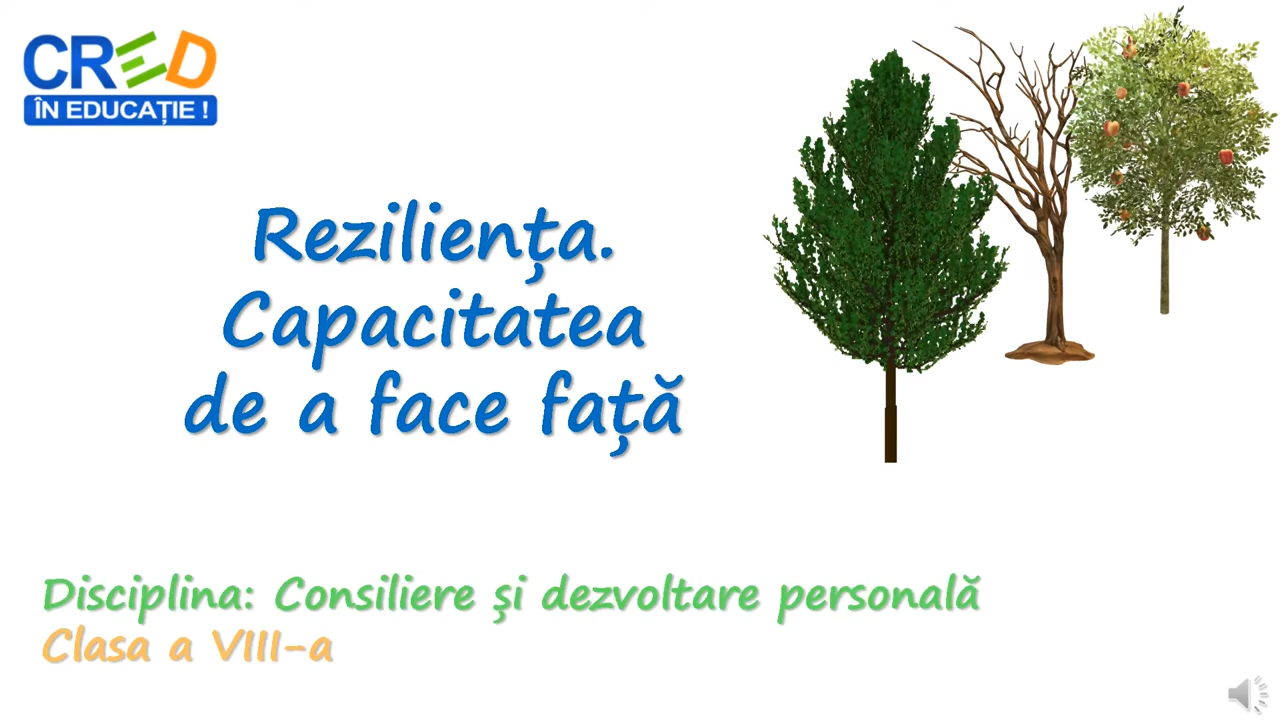 CRED
ÎN EDUCAȚIE !
Reziliența.
Capacitatea
de a face față
Disciplina: Consiliere și dezvoltare personală
Clasa a VIII-a